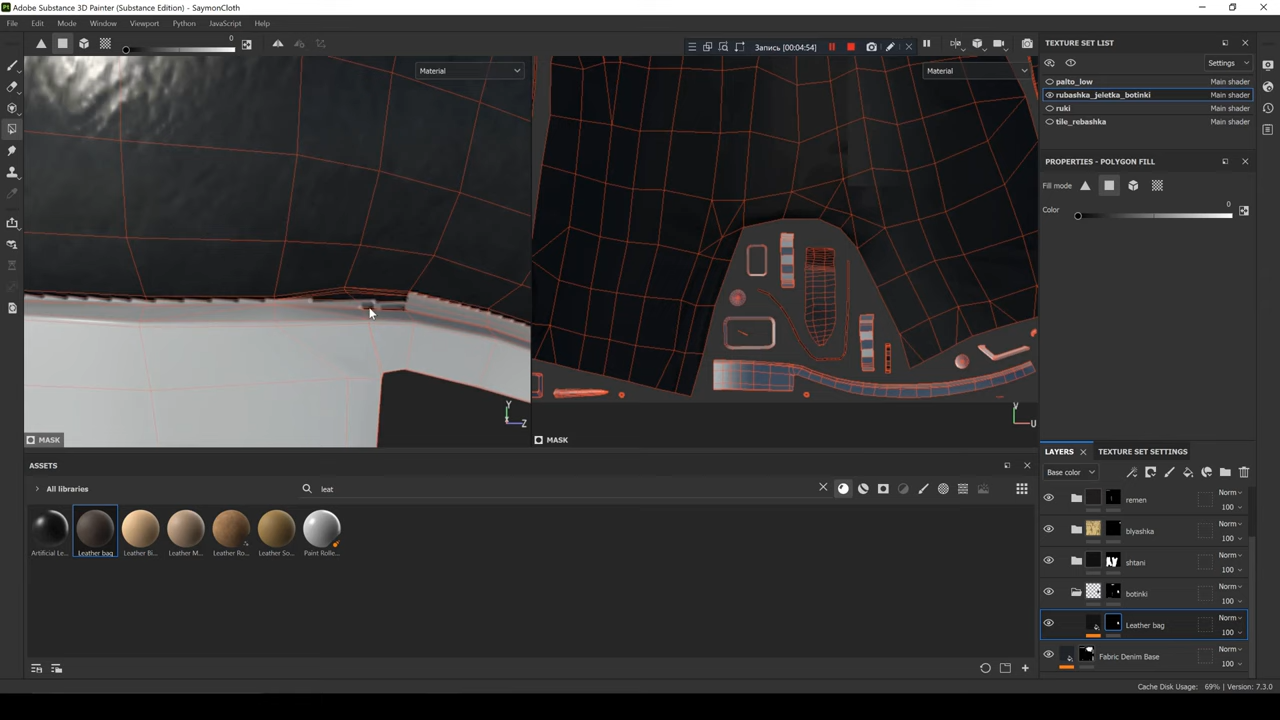 Adobe Substance 3D Painter (Substance Edition) - SaymonCloth
File Edit Mode Window Viewport Python JavaScript Help
0
Запись [00:04:54]
Material
Material
Y
Z
V
U
MASK
MASK
TEXTURE SET LIST
Settings
palto_low Main shader
rubashka_jeletka_botinki Main shader
ruki Main shader
tile_rebashka Main shader
PROPERTIES - POLYGON FILL
Fill mode
Color 0
ASSETS
All libraries
leat
Artificial Le...
Leather bag
Leather Bi...
Leather M...
Leather Ro...
Leather So...
Paint Rolle...
LAYERS TEXTURE SET SETTINGS
Base color
remen Norm 100
blyashka Norm 100
shtani Norm 100
botinki Norm 100
Leather bag Norm 100
Fabric Denim Base Norm 100
Cache Disk Usage: 69% | Version: 7.3.0